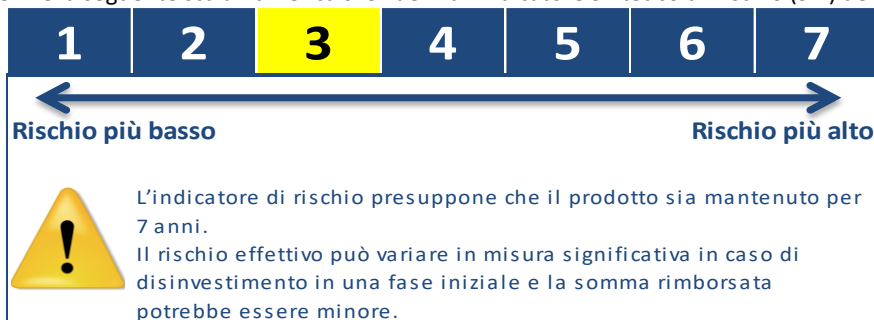 1 2 3 4 5 6 7
Rischio più basso Rischio più alto
!
L'indicatore di rischio presuppone che il prodotto sia mantenuto per
7 anni.
Il rischio effettivo può variare in misura significativa in caso di
disinvestimento in una fase iniziale e la somma rimborsata
potrebbe essere minore.